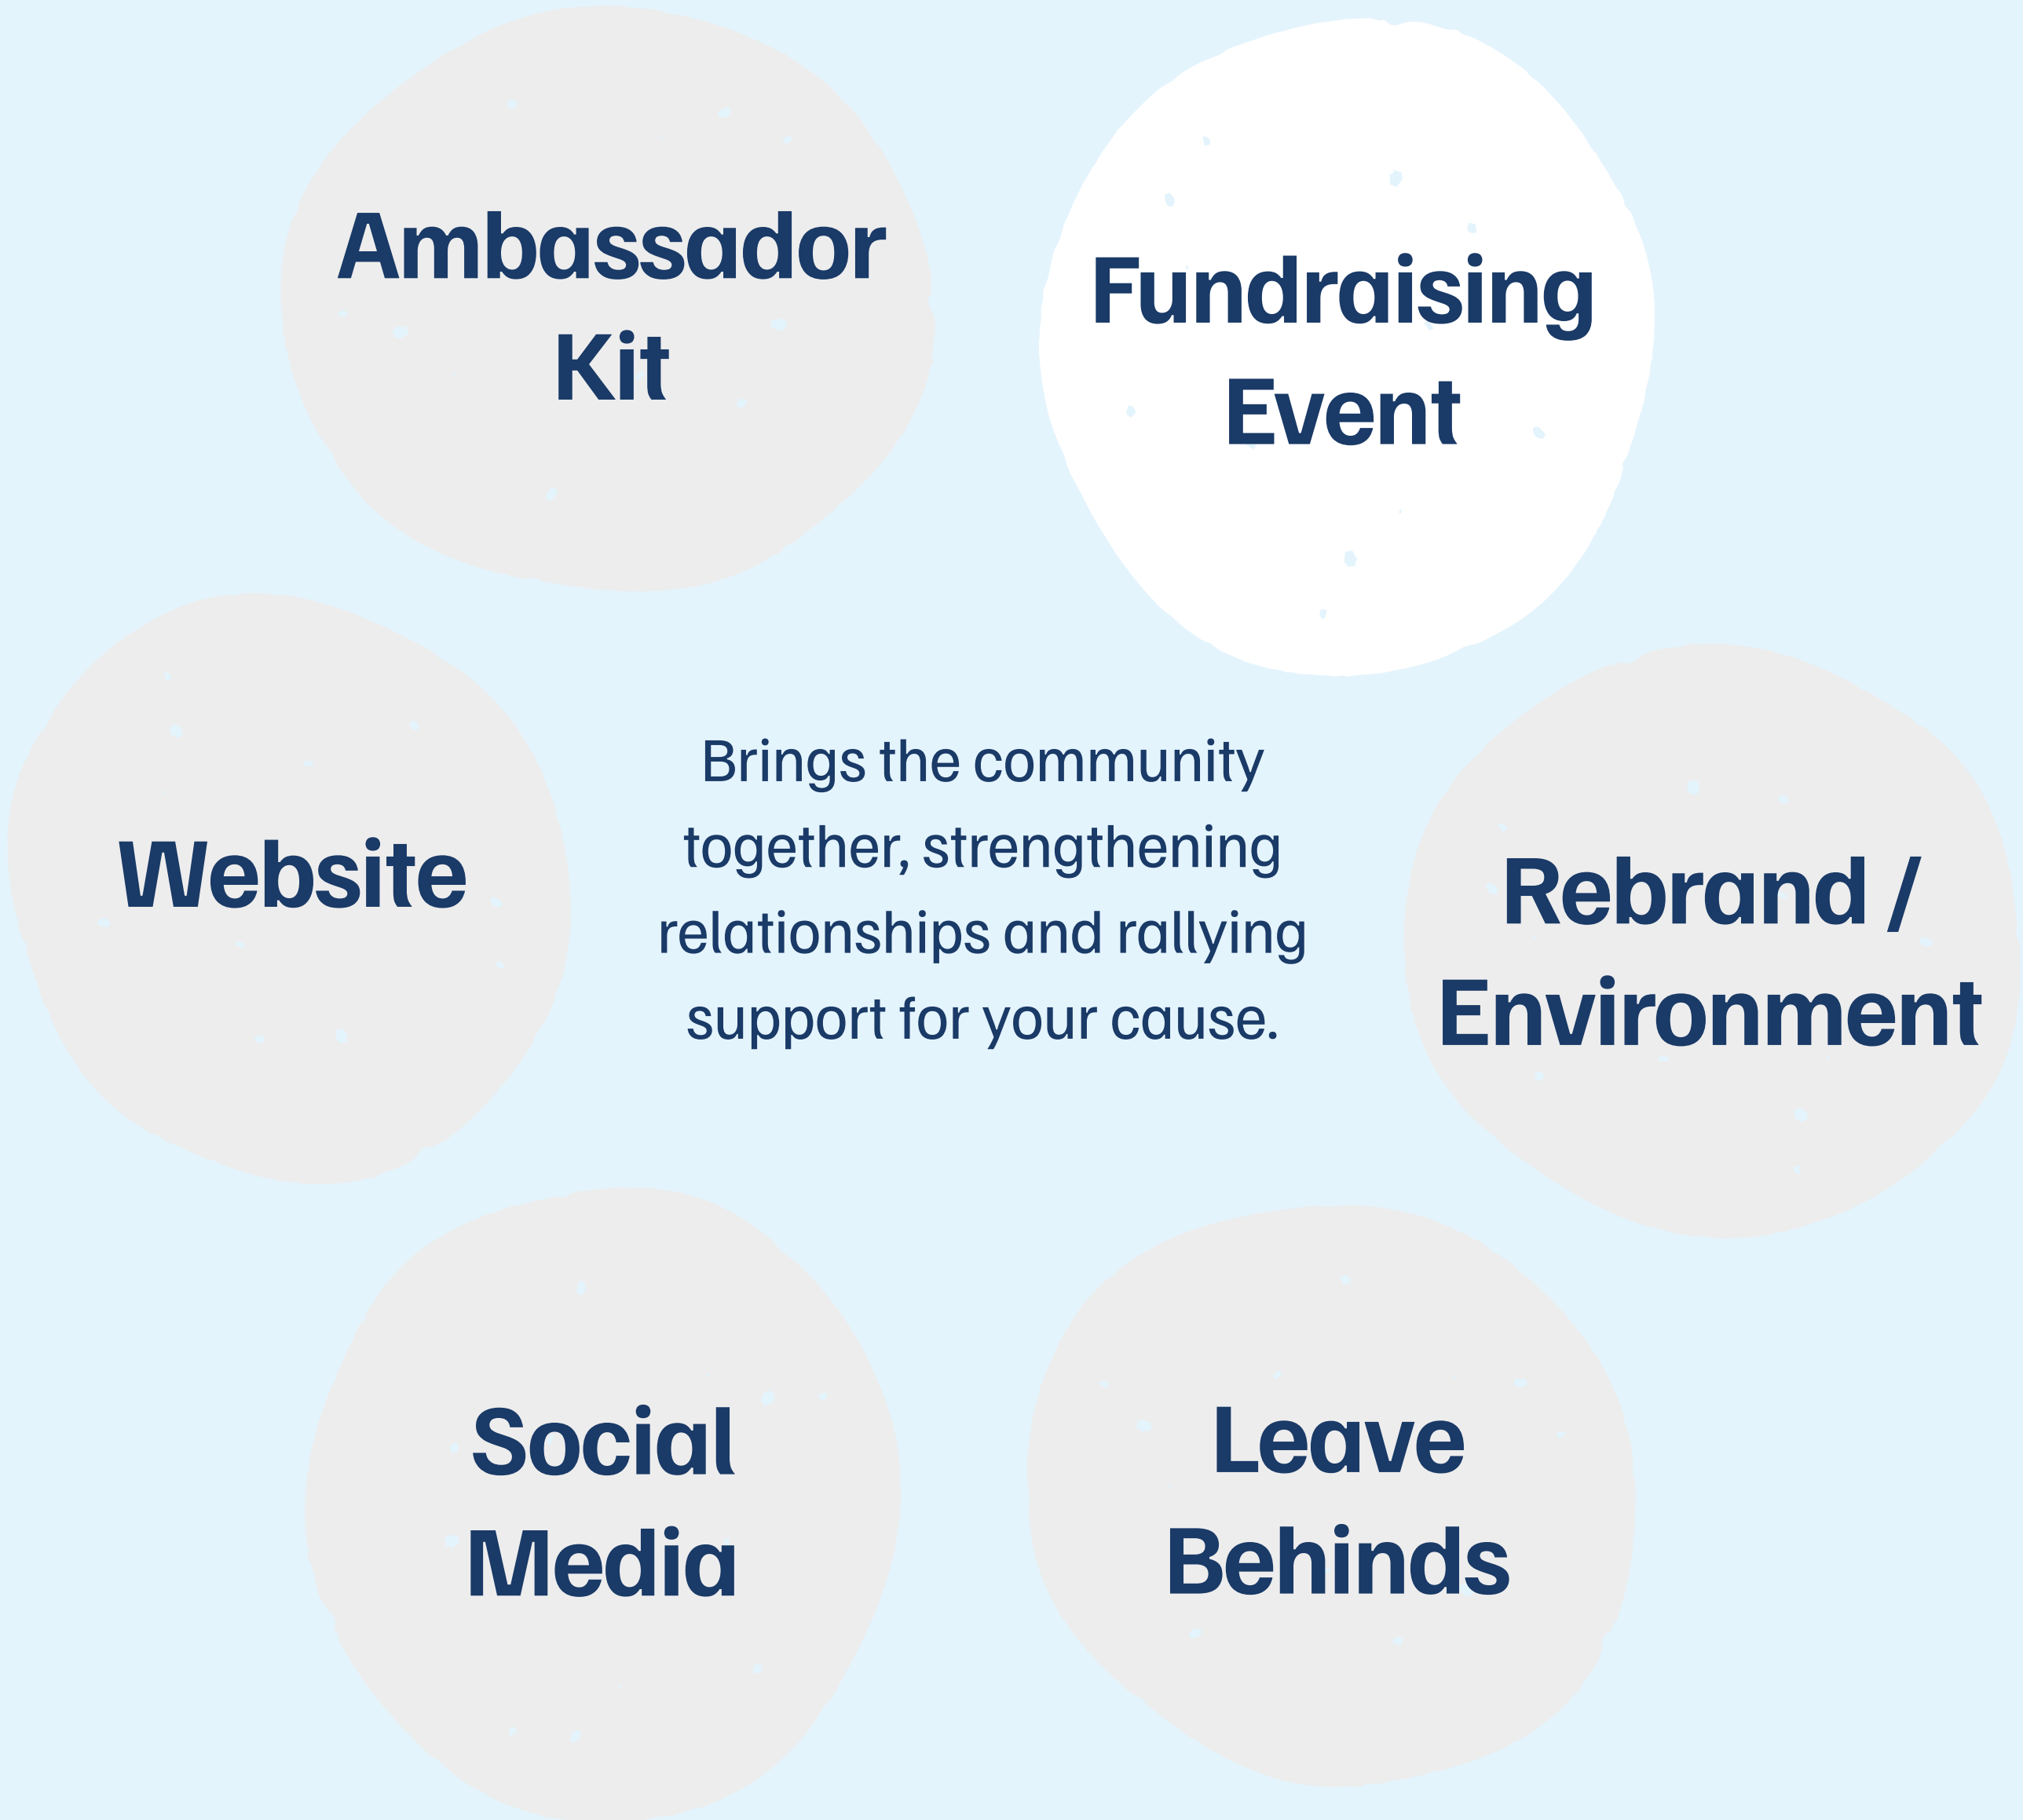 Ambassador
Kit
Fundraising
Event
Website
Brings the community
together, strengthening
relationships and rallying
support for your cause.
Rebrand /
Environment
Social
Media
Leave
Behinds